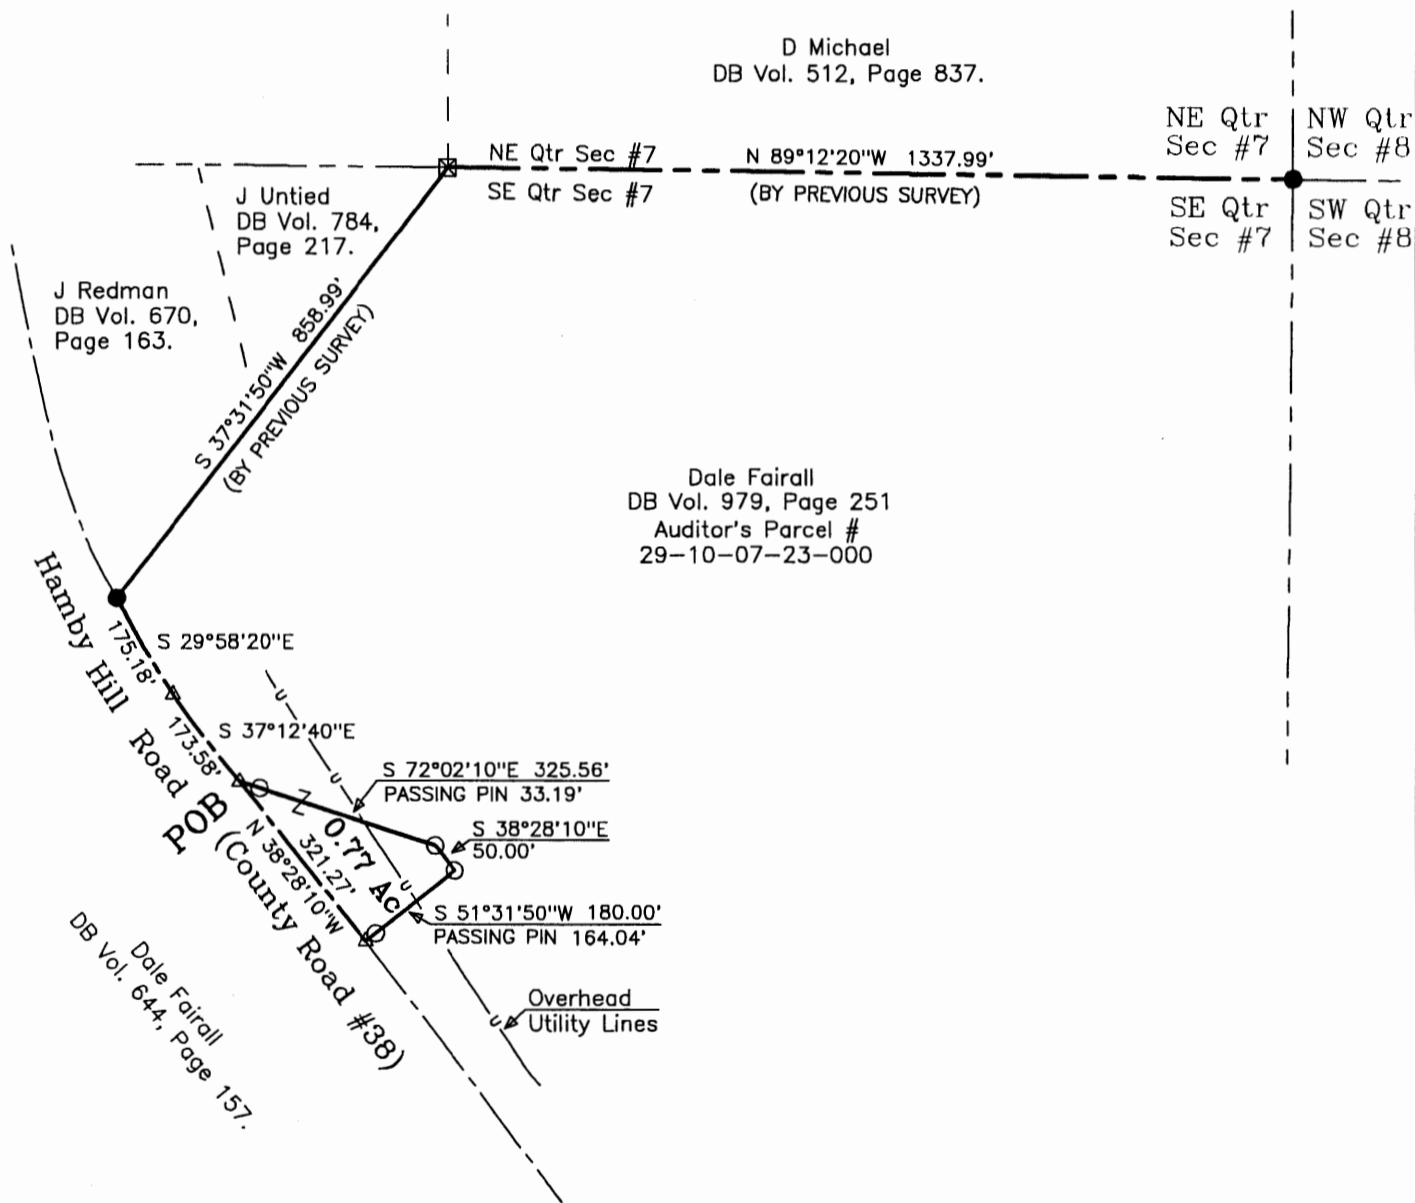 D Michael
DB Vol. 512, Page 837.
NE Qtr
Sec #7
NW Qtr
Sec #8
NE Qtr Sec #7
N 89°12'20"W 1337.99'
SE Qtr Sec #7
(BY PREVIOUS SURVEY)
SE Qtr
Sec #7
SW Qtr
Sec #8
J Untied
DB Vol. 784,
Page 217.
J Redman
DB Vol. 670,
Page 163.
S 37°31'50"W 858.99'
(BY PREVIOUS SURVEY)
Dale Fairall
DB Vol. 979, Page 251
Auditor's Parcel #
29-10-07-23-000
Hamby Hill Road (County Road #38)
175.18'
S 29°58'20"E
173.58'
S 37°12'40"E
U
U
U
U
S 72°02'10"E 325.56'
PASSING PIN 33.19'
POB
0.77 Ac
321.27'
N 38°28'10"W
S 38°28'10"E
50.00'
S 51°31'50"W 180.00'
PASSING PIN 164.04'
Overhead
Utility Lines
Dale Fairall
DB Vol. 644, Page 157.